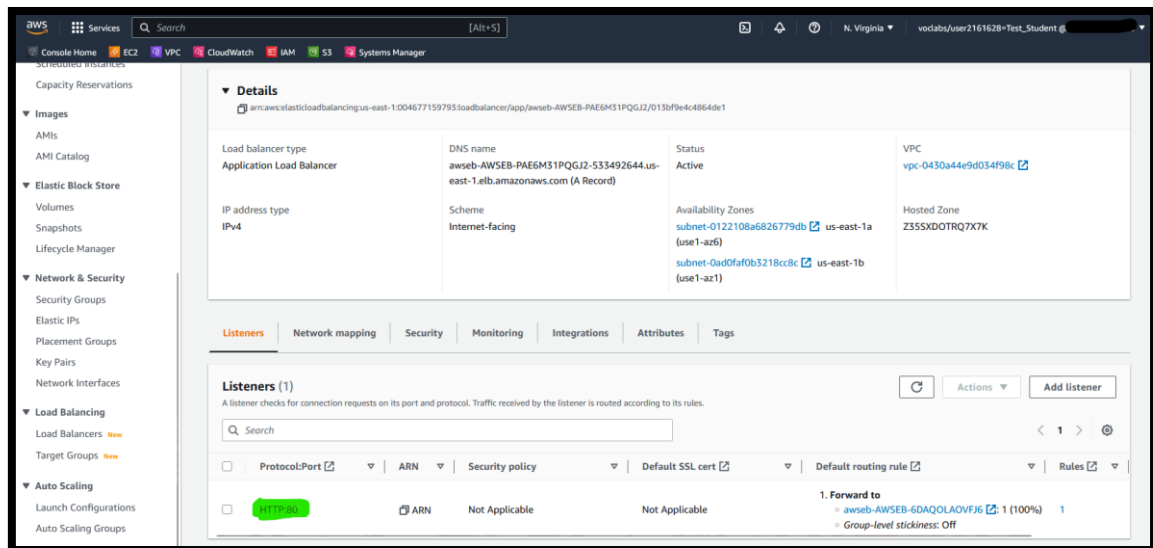 aws Services Search [Alt+S] N. Virginia ▼ voclabs/user2161628=Test_Student @
Console Home EC2 VPC CloudWatch IAM S3 Systems Manager
Scheduled Instances
Capacity Reservations
▼ Images
AMIs
AMI Catalog
▼ Elastic Block Store
Volumes
Snapshots
Lifecycle Manager
▼ Network & Security
Security Groups
Elastic IPs
Placement Groups
Key Pairs
Network Interfaces
▼ Load Balancing
Load Balancers New
Target Groups New
▼ Auto Scaling
Launch Configurations
Auto Scaling Groups
▼ Details
arn:aws:elasticloadbalancing:us-east-1:004677159793:loadbalancer/app/awseb-AWSEB-PAE6M31PQGJ2/013bf9e4c4864de1
Load balancer type
Application Load Balancer
DNS name
awseb-AWSEB-PAE6M31PQGJ2-533492644.us-
east-1.elb.amazonaws.com (A Record)
Status
Active
VPC
vpc-0430a44e9d034f98c
IP address type
IPv4
Scheme
Internet-facing
Availability Zones
subnet-0122108a6826779db us-east-1a
(use1-az6)
subnet-0ad0faf0b3218cc8c us-east-1b
(use1-az1)
Hosted Zone
Z35SXDOTRQ7X7K
Listeners Network mapping Security Monitoring Integrations Attributes Tags
Listeners (1)
Actions ▼ Add listener
A listener checks for connection requests on its port and protocol. Traffic received by the listener is routed according to its rules.
Search
< 1 >
Protocol:Port ARN Security policy Default SSL cert Default routing rule Rules
HTTP:80 ARN Not Applicable Not Applicable
1. Forward to
awseb-AWSEB-6DAQOLAOVFJ6 : 1 (100%)
Group-level stickiness: Off
1